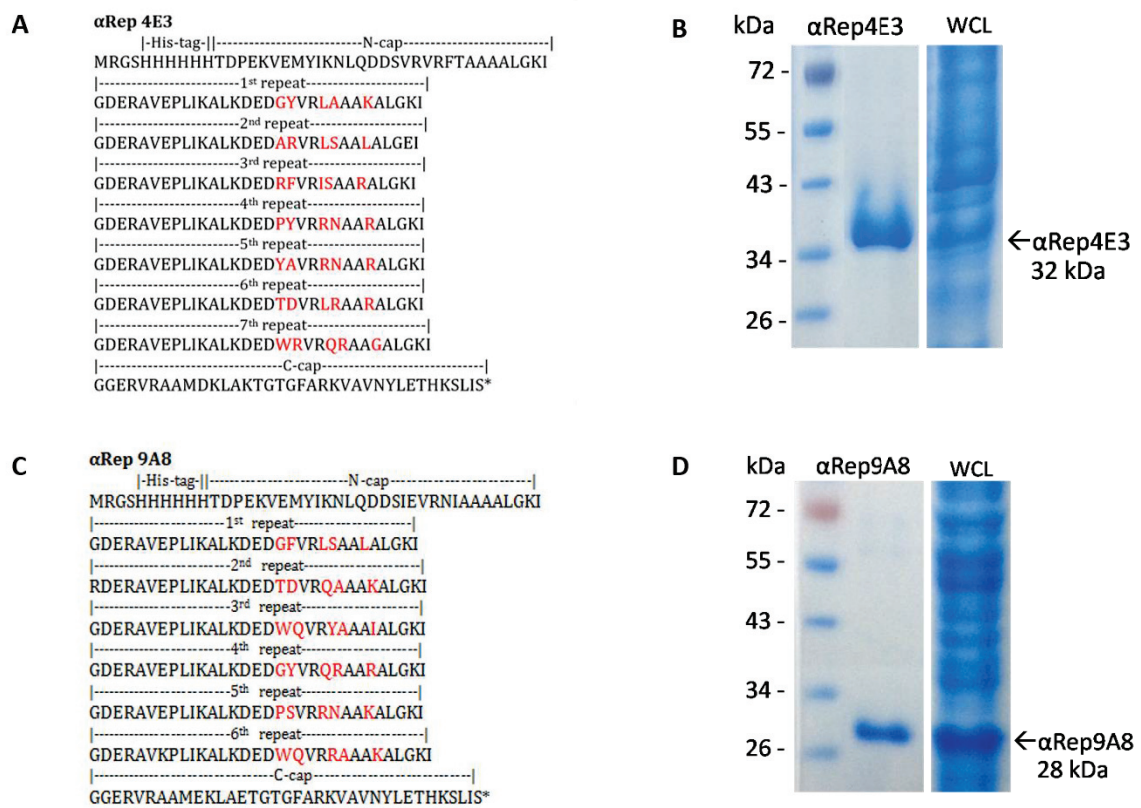 A
αRep 4E3
|-His-tag-||-----------------------------N-cap-----------------------------|
MRGSHHHHHHTDPEKVEMYIKNLQDDSVRVRFTAAAALGKI
|-----------------------1st repeat-----------------------|
GDERAVEPLIKALKDEDGYVRLAAAKALGKI
|-----------------------2nd repeat-----------------------|
GDERAVEPLIKALKDEDARVRLSAALALGEI
|-----------------------3rd repeat-----------------------|
GDERAVEPLIKALKDEDRFVRISAARALGKI
|-----------------------4th repeat-----------------------|
GDERAVEPLIKALKDEDPYVRRNAARALGKI
|-----------------------5th repeat-----------------------|
GDERAVEPLIKALKDEDYAVRRNAARALGKI
|-----------------------6th repeat-----------------------|
GDERAVEPLIKALKDEDTDVRLRAARALGKI
|-----------------------7th repeat-----------------------|
GDERAVEPLIKALKDEDWRVRQRAAGALGKI
|-----------------------------C-cap-----------------------------|
GGERVRAAMDKLAKTGTGFARKVAVNYLETHKSLIS*
B
kDa αRep4E3 WCL
72 -
55 -
43 -
34 -
26 -
←αRep4E3
32 kDa
C
αRep 9A8
|-His-tag-||-----------------------------N-cap-----------------------------|
MRGSHHHHHHTDPEKVEMYIKNLQDDSIEVRNIAAAALGKI
|-----------------------1st repeat-----------------------|
GDERAVEPLIKALKDEDGFVRLSAALALGKI
|-----------------------2nd repeat-----------------------|
RDERAVEPLIKALKDEDTDVRQAAAKALGKI
|-----------------------3rd repeat-----------------------|
GDERAVEPLIKALKDEDWQVRYAAAIALGKI
|-----------------------4th repeat-----------------------|
GDERAVEPLIKALKDEDGYVRQRAARALGKI
|-----------------------5th repeat-----------------------|
GDERAVEPLIKALKDEDPSVRRNAAKALGKI
|-----------------------6th repeat-----------------------|
GDERAVKPLIKALKDEDWQVRRAAAKALGKI
|-----------------------------C-cap-----------------------------|
GGERVRAAMEKLAETGTGFARKVAVNYLETHKSLIS*
D
kDa αRep9A8 WCL
72 -
55 -
43 -
34 -
26 -
←αRep9A8
28 kDa